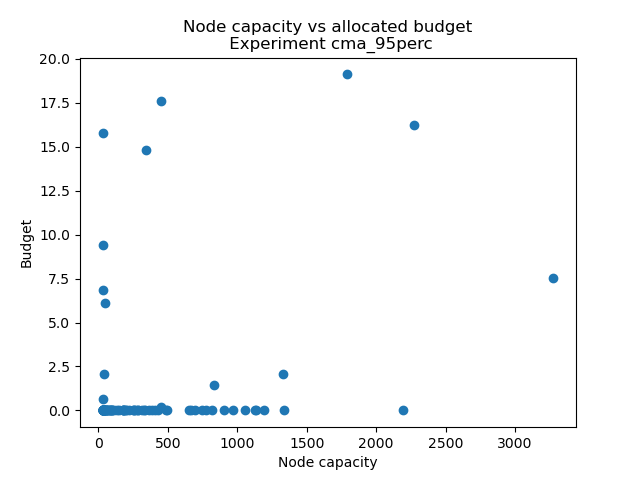 Node capacity vs allocated budget
Experiment cma_95perc
20.0
17.5
15.0
12.5
10.0
7.5
5.0
2.5
0.0
Budget
0 500 1000 1500 2000 2500 3000
Node capacity